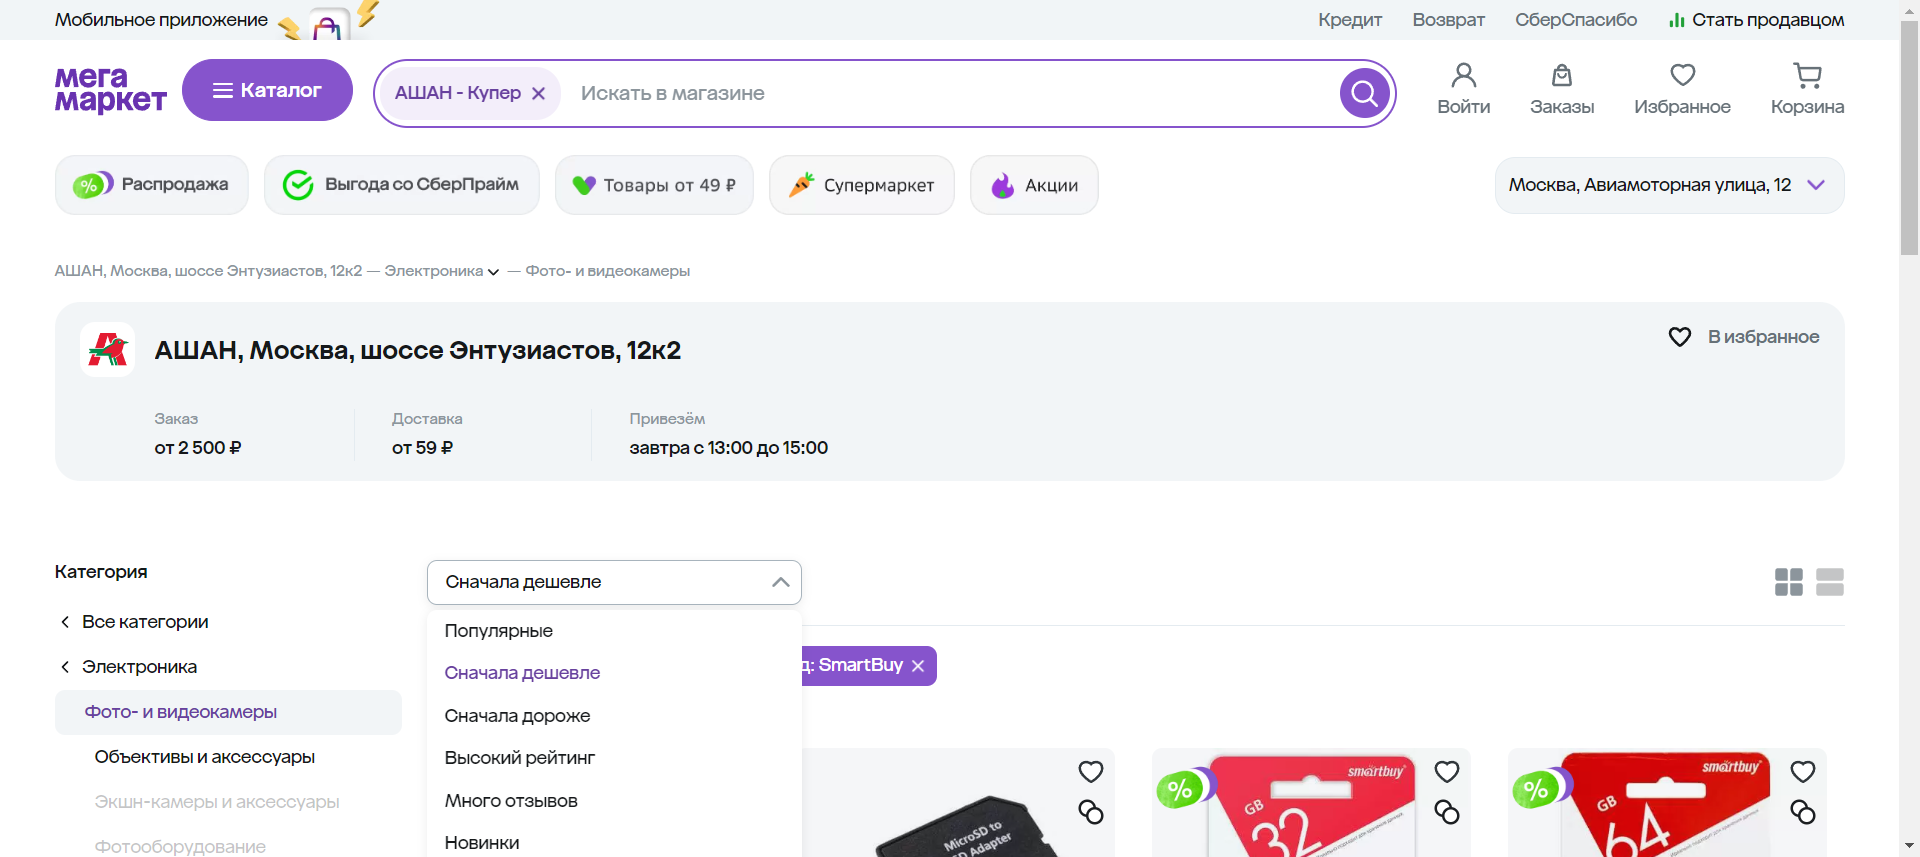 Мобильное приложение
Кредит
Возврат
СберСпасибо
Стать продавцом
мега
маркет
Каталог
АШАН - Купер
Искать в магазине
Войти
Заказы
Избранное
Корзина
%
Распродажа
Выгода со СберПрайм
Товары от 49 ₽
Супермаркет
Акции
Москва, Авиамоторная улица, 12
АШАН, Москва, шоссе Энтузиастов, 12к2 — Электроника — Фото- и видеокамеры
АШАН, Москва, шоссе Энтузиастов, 12к2
В избранное
Заказ
от 2 500 ₽
Доставка
от 59 ₽
Привезём
завтра с 13:00 до 15:00
Категория
Все категории
Электроника
Фото- и видеокамеры
Объективы и аксессуары
Экшн-камеры и аксессуары
Фотооборудование
Сначала дешевле
Популярные
Сначала дешевле
Сначала дороже
Высокий рейтинг
Много отзывов
Новинки
д: SmartBuy
MicroSD to
SD Adapter
%
smartbuy
GB
32
%
smartbuy
GB
64